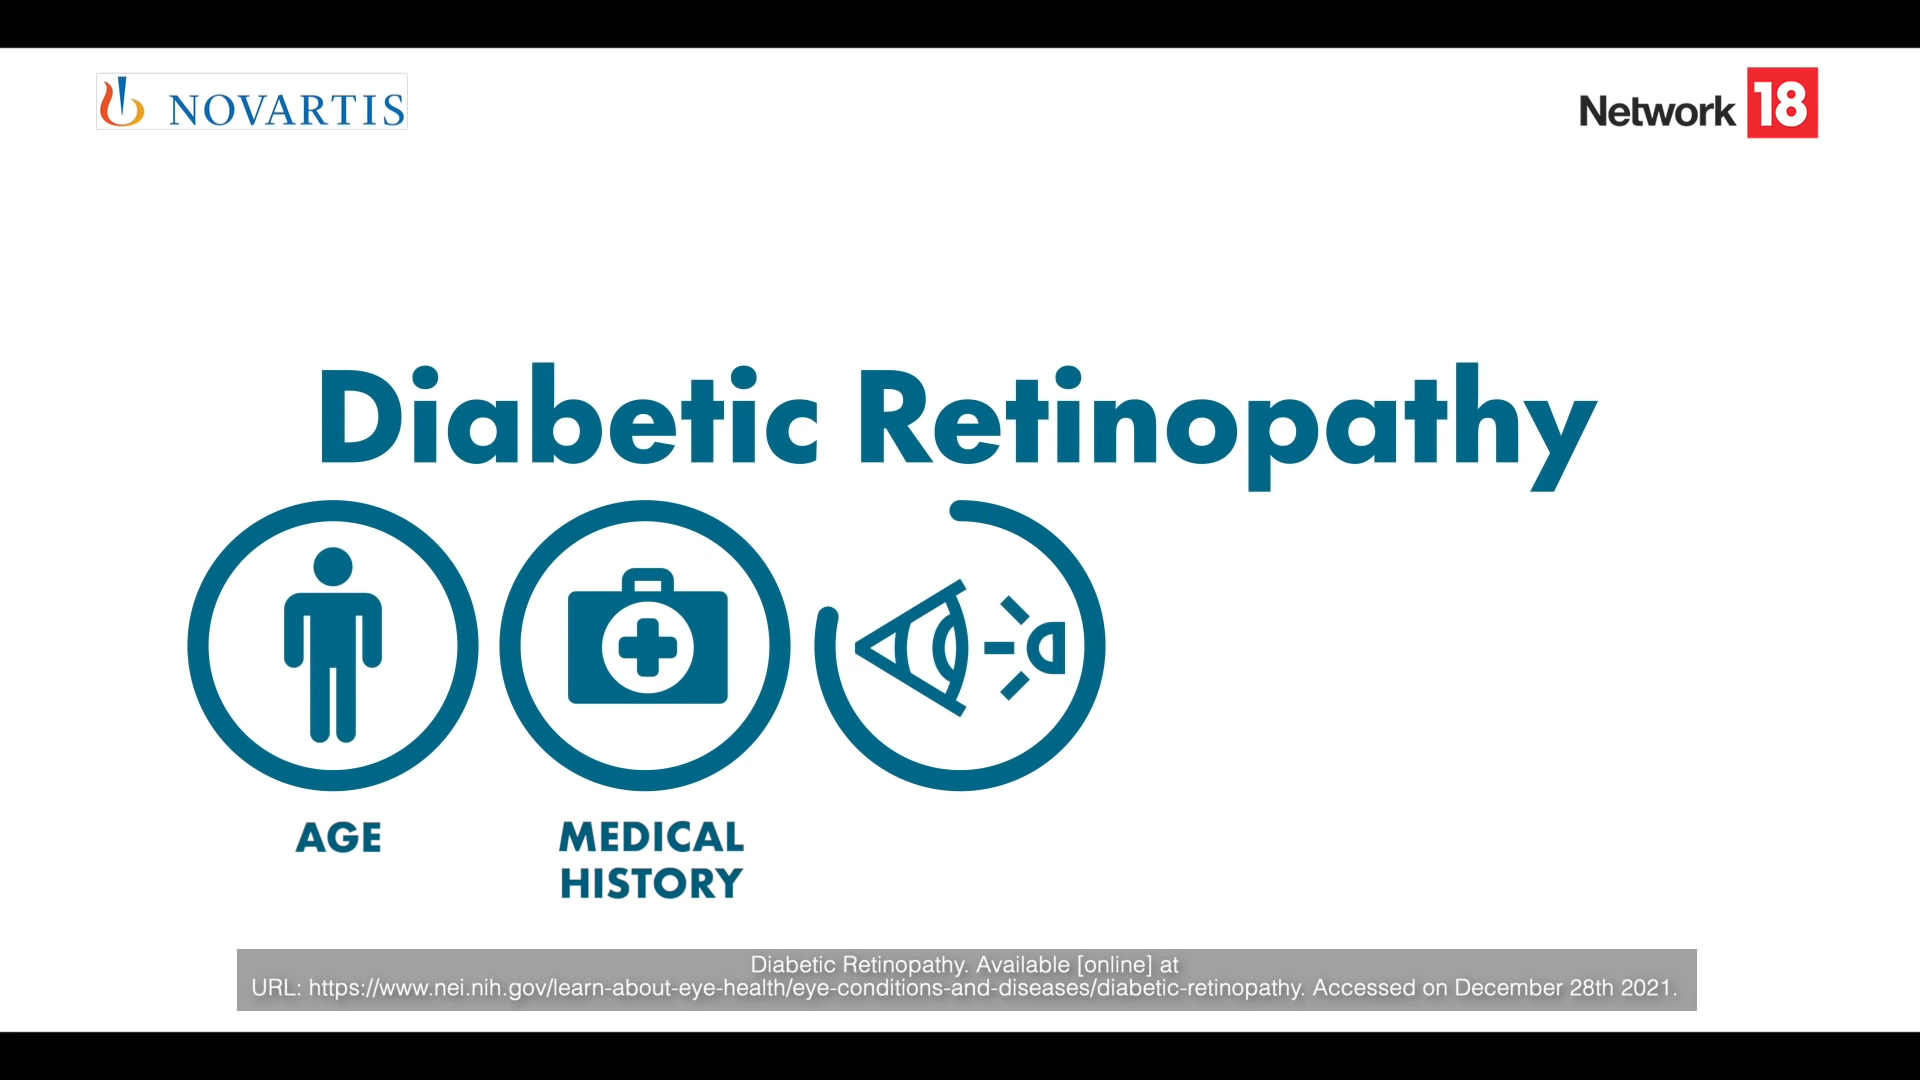 NOVARTIS
Network 18
Diabetic Retinopathy
AGE
MEDICAL
HISTORY
Diabetic Retinopathy. Available [online] at
URL: https://www.nei.nih.gov/learn-about-eye-health/eye-conditions-and-diseases/diabetic-retinopathy. Accessed on December 28th 2021.